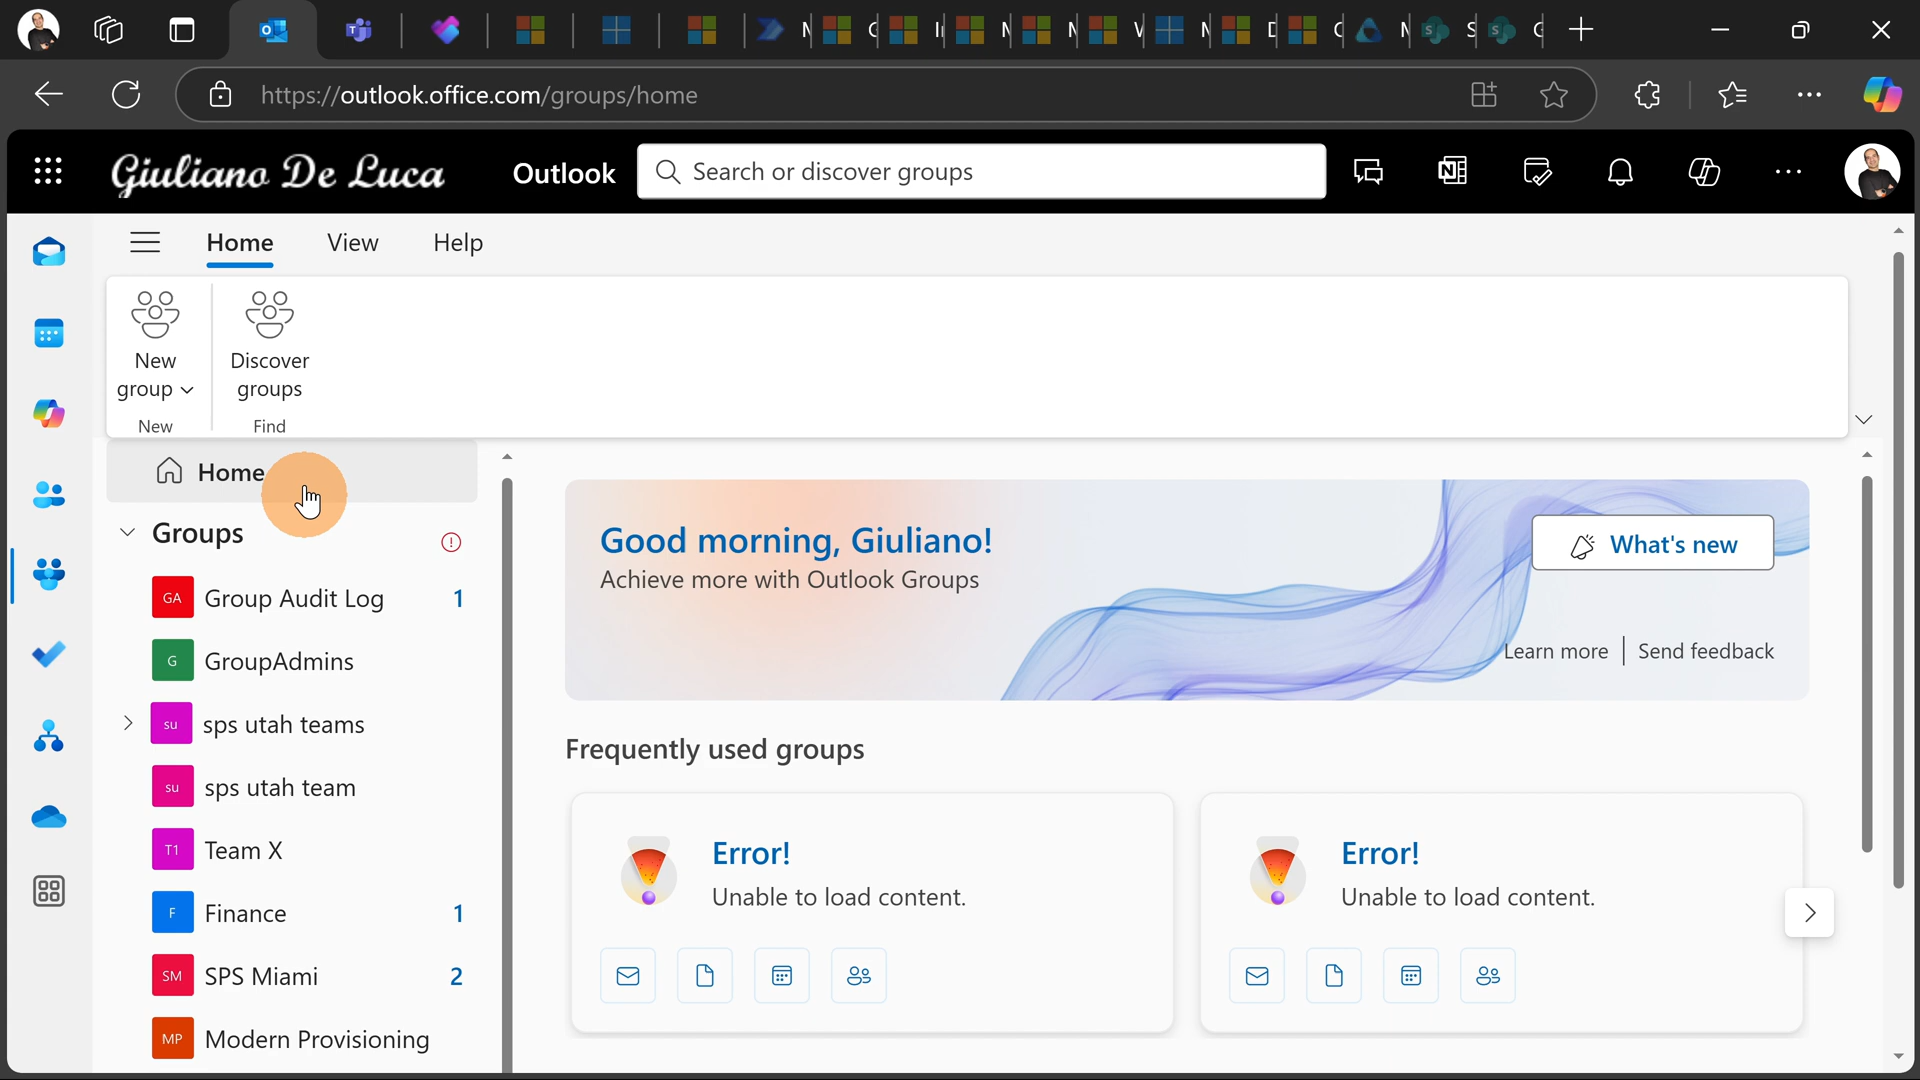 https://outlook.office.com/groups/home
Giuliano De Luca
Outlook
Search or discover groups
Home
View
Help
New group
Discover groups
New
Find
Home
Groups
GA Group Audit Log 1
G GroupAdmins
su sps utah teams
su sps utah team
T1 Team X
F Finance 1
SM SPS Miami 2
MP Modern Provisioning
Good morning, Giuliano!
Achieve more with Outlook Groups
What's new
Learn more
Send feedback
Frequently used groups
Error!
Unable to load content.
Error!
Unable to load content.